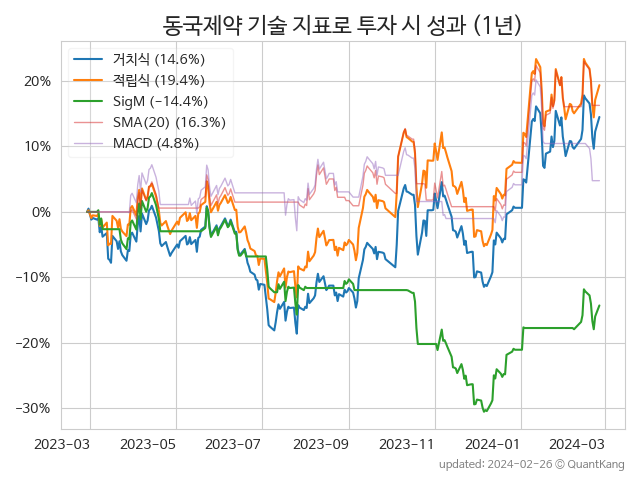 동국제약 기술 지표로 투자 시 성과 (1년)
거치식 (14.6%)
적립식 (19.4%)
SigM (−14.4%)
SMA(20) (16.3%)
MACD (4.8%)
20%
10%
0%
−10%
−20%
−30%
2023-03 2023-05 2023-07 2023-09 2023-11 2024-01 2024-03
updated: 2024-02-26 © QuantKang